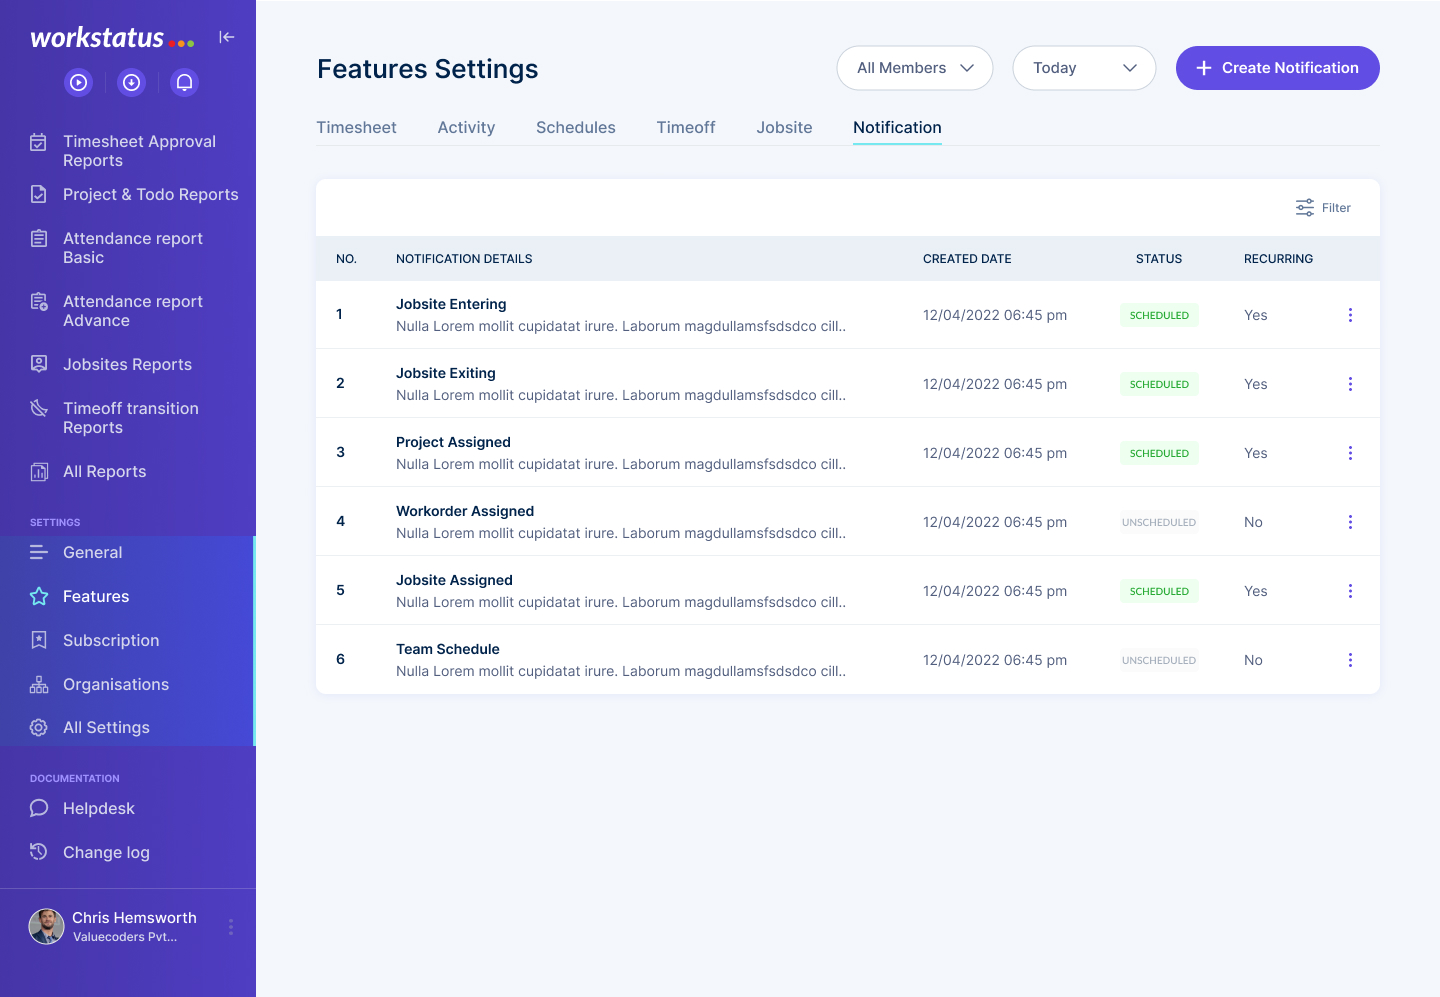 workstatus
Timesheet Approval
Reports
Project & Todo Reports
Attendance report
Basic
Attendance report
Advance
Jobsites Reports
Timeoff transition
Reports
All Reports
SETTINGS
General
Features
Subscription
Organisations
All Settings
DOCUMENTATION
Helpdesk
Change log
Chris Hemsworth
Valuecoders Pvt...
Features Settings
All Members
Today
Create Notification
Timesheet Activity Schedules Timeoff Jobsite Notification
Filter
NO. NOTIFICATION DETAILS CREATED DATE STATUS RECURRING
1 Jobsite Entering
Nulla Lorem mollit cupidatat irure. Laborum magdullamsfsdsdco cill.. 12/04/2022 06:45 pm SCHEDULED Yes
2 Jobsite Exiting
Nulla Lorem mollit cupidatat irure. Laborum magdullamsfsdsdco cill.. 12/04/2022 06:45 pm SCHEDULED Yes
3 Project Assigned
Nulla Lorem mollit cupidatat irure. Laborum magdullamsfsdsdco cill.. 12/04/2022 06:45 pm SCHEDULED Yes
4 Workorder Assigned
Nulla Lorem mollit cupidatat irure. Laborum magdullamsfsdsdco cill.. 12/04/2022 06:45 pm UNSCHEDULED No
5 Jobsite Assigned
Nulla Lorem mollit cupidatat irure. Laborum magdullamsfsdsdco cill.. 12/04/2022 06:45 pm SCHEDULED Yes
6 Team Schedule
Nulla Lorem mollit cupidatat irure. Laborum magdullamsfsdsdco cill.. 12/04/2022 06:45 pm UNSCHEDULED No